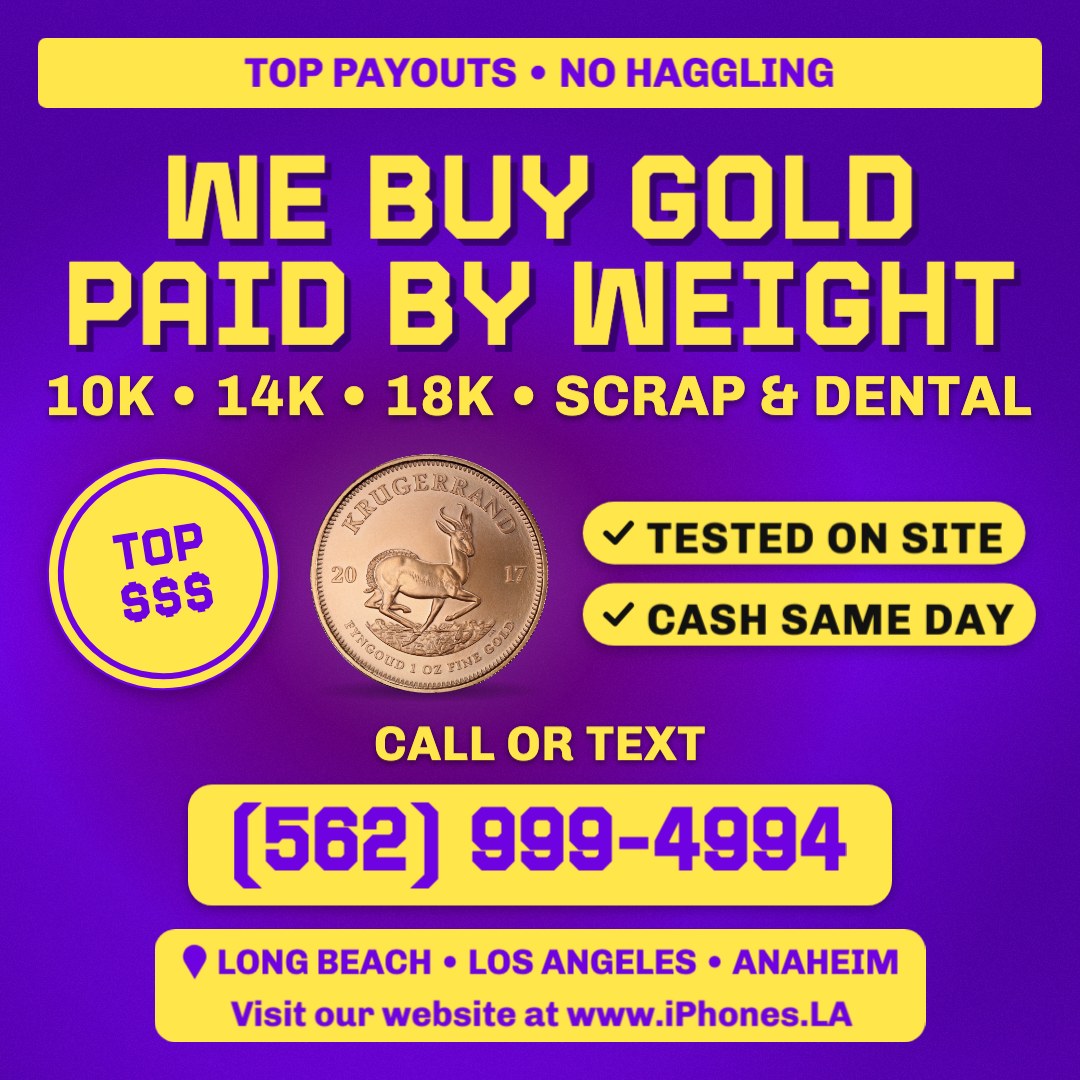 TOP PAYOUTS • NO HAGGLING
WE BUY GOLD
PAID BY WEIGHT
10K • 14K • 18K • SCRAP & DENTAL
TOP
$$$
KRUGERRAND
20 17
FYNGOUD 1 OZ FINE GOLD
✓ TESTED ON SITE
✓ CASH SAME DAY
CALL OR TEXT
(562) 999-4994
LONG BEACH • LOS ANGELES • ANAHEIM
Visit our website at www.iPhones.LA